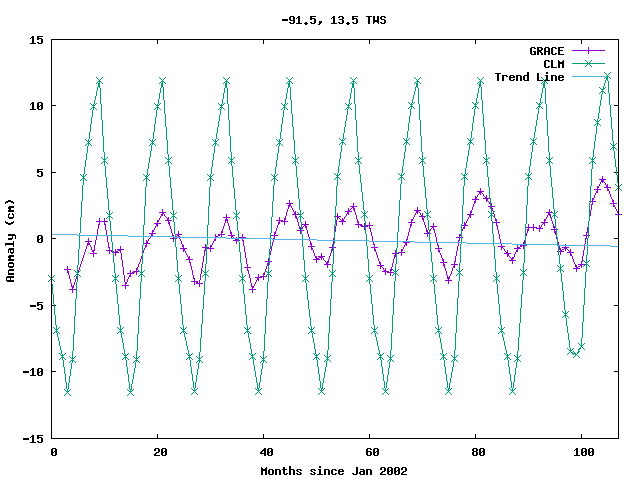 -91.5, 13.5 TWS
GRACE
CLM
Trend Line
15
10
5
0
-5
-10
-15
Anomaly (cm)
0 20 40 60 80 100
Months since Jan 2002